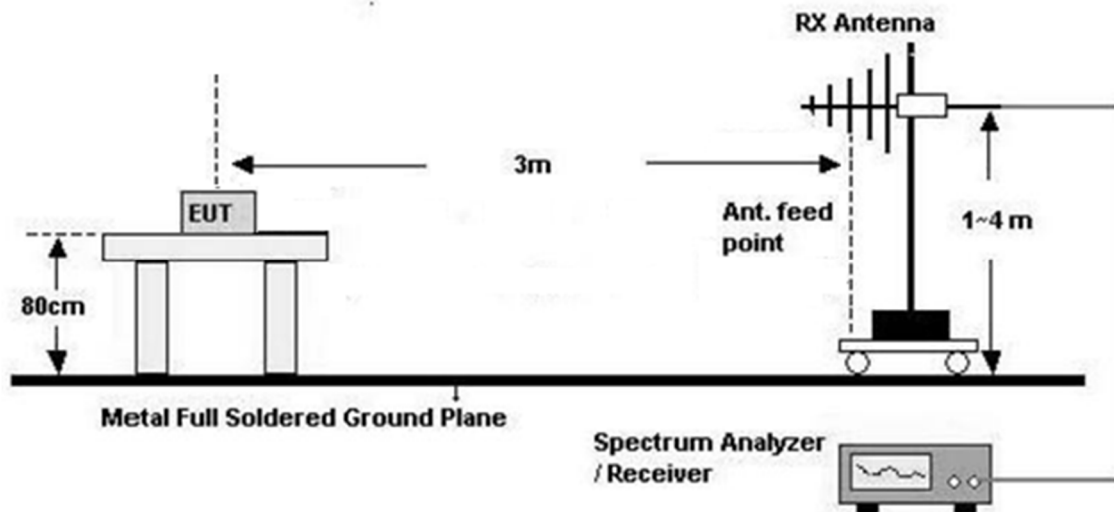 RX Antenna
3m
EUT
Ant. feed
point
1~4 m
80cm
Metal Full Soldered Ground Plane
Spectrum Analyzer
/ Receiver